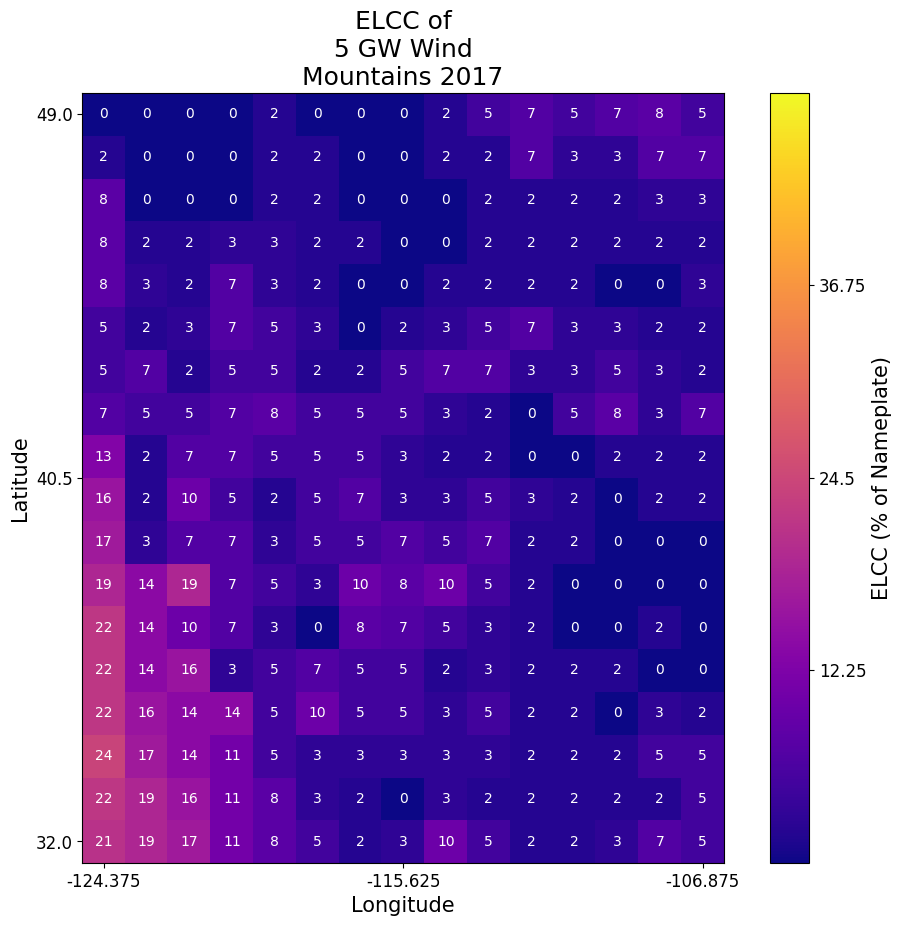 ELCC of
5 GW Wind
Mountains 2017
49.0
0 0 0 0 2 0 0 0 2 5 7 5 7 8 5
2 0 0 0 2 2 0 0 2 2 7 3 3 7 7
8 0 0 0 2 2 0 0 0 2 2 2 2 3 3
8 2 2 3 3 2 2 0 0 2 2 2 2 2 2
8 3 2 7 3 2 0 0 2 2 2 2 0 0 3
36.75
5 2 3 7 5 3 0 2 3 5 7 3 3 2 2
5 7 2 5 5 2 2 5 7 7 3 3 5 3 2
7 5 5 7 8 5 5 5 3 2 0 5 8 3 7
13 2 7 7 5 5 5 3 2 2 0 0 2 2 2
40.5
24.5
16 2 10 5 2 5 7 3 3 5 3 2 0 2 2
17 3 7 7 3 5 5 7 5 7 2 2 0 0 0
19 14 19 7 5 3 10 8 10 5 2 0 0 0 0
22 14 10 7 3 0 8 7 5 3 2 0 0 2 0
22 14 16 3 5 7 5 5 2 3 2 2 2 0 0
12.25
22 16 14 14 5 10 5 5 3 5 2 2 0 3 2
24 17 14 11 5 3 3 3 3 3 2 2 2 5 5
22 19 16 11 8 3 2 0 3 2 2 2 2 2 5
32.0
21 19 17 11 8 5 2 3 10 5 2 2 3 7 5
-124.375
-115.625
-106.875
Longitude
Latitude
ELCC (% of Nameplate)